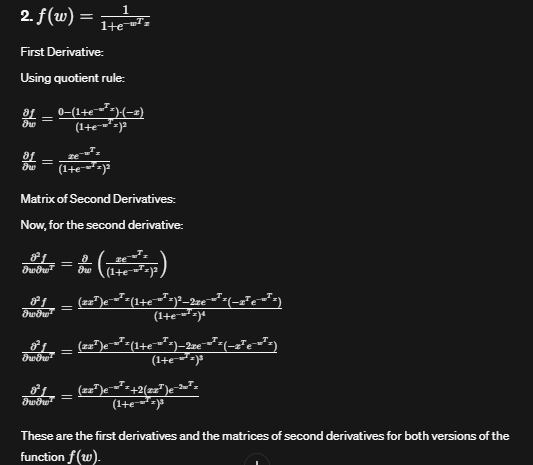 2. f(w) = \frac{1}{1+e^{-w^T x}}
First Derivative:
Using quotient rule:
\frac{\partial f}{\partial w} = \frac{0-(1+e^{-w^T x})\cdot(-x)}{(1+e^{-w^T x})^2}
\frac{\partial f}{\partial w} = \frac{xe^{-w^T x}}{(1+e^{-w^T x})^2}
Matrix of Second Derivatives:
Now, for the second derivative:
\frac{\partial^2 f}{\partial w \partial w^T} = \frac{\partial}{\partial w} \left( \frac{xe^{-w^T x}}{(1+e^{-w^T x})^2} \right)
\frac{\partial^2 f}{\partial w \partial w^T} = \frac{(xx^T)e^{-w^T x}(1+e^{-w^T x})^2-2xe^{-w^T x}(-x^T e^{-w^T x})}{(1+e^{-w^T x})^4}
\frac{\partial^2 f}{\partial w \partial w^T} = \frac{(xx^T)e^{-w^T x}(1+e^{-w^T x})-2xe^{-w^T x}(-x^T e^{-w^T x})}{(1+e^{-w^T x})^3}
\frac{\partial^2 f}{\partial w \partial w^T} = \frac{(xx^T)e^{-w^T x}+2(xx^T)e^{-2w^T x}}{(1+e^{-w^T x})^3}
These are the first derivatives and the matrices of second derivatives for both versions of the
function f(w).